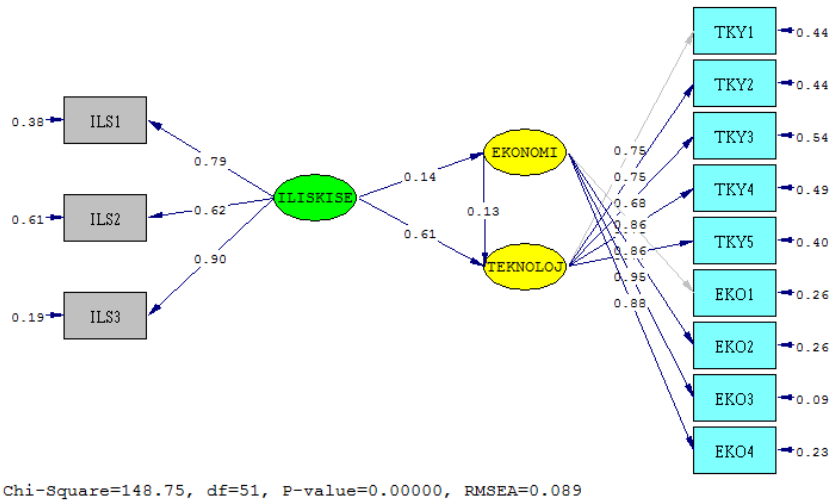 0.38
ILS1
0.61
ILS2
0.19
ILS3
0.79
0.62
0.90
ILISKISE
0.14
0.61
EKONOMI
0.13
TEKNOLOJ
0.75
0.75
0.68
0.86
0.86
0.95
0.88
TKY1
0.44
TKY2
0.44
TKY3
0.54
TKY4
0.49
TKY5
0.40
EKO1
0.26
EKO2
0.26
EKO3
0.09
EKO4
0.23
Chi-Square=148.75, df=51, P-value=0.00000, RMSEA=0.089